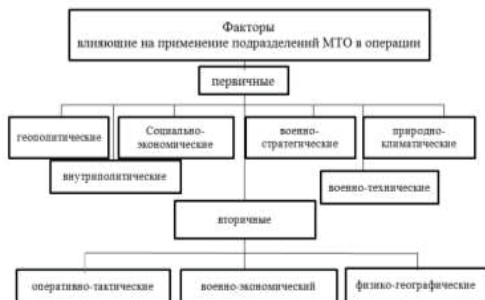 Факторы
влияющие на применение подразделений МТО в операции
первичные
геополитические
Социально-
экономические
военно-
стратегические
природно-
климатические
внутриполитические
военно-технические
вторичные
оперативно-тактические
военно-экономический
физико-географические